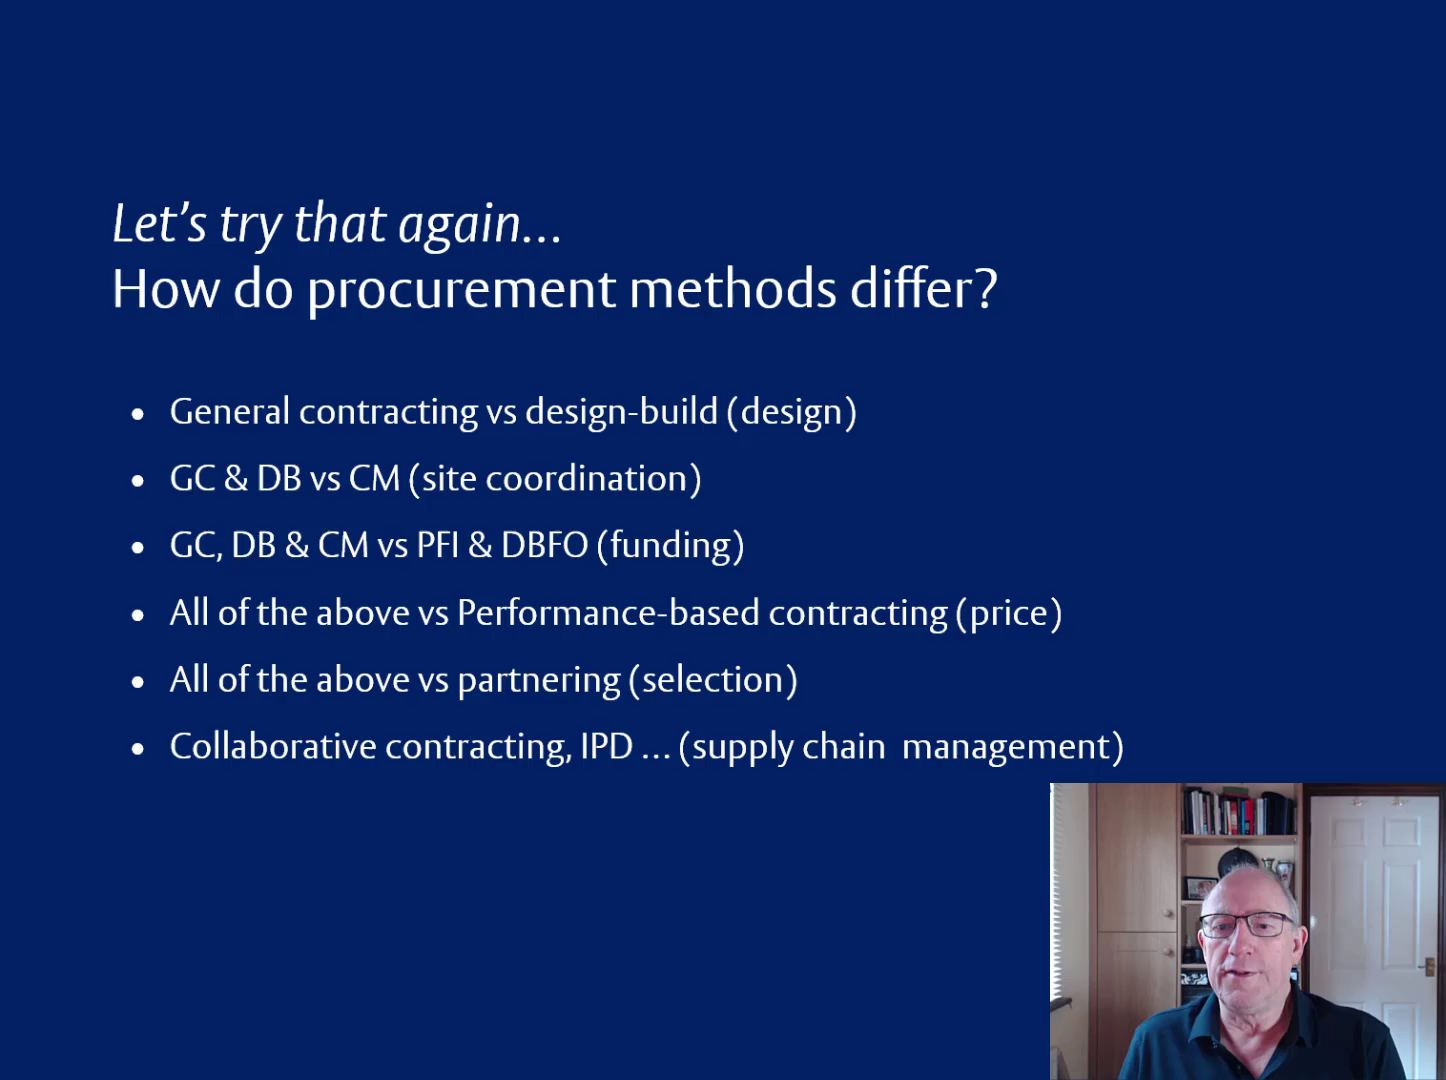 Let's try that again...
How do procurement methods differ?
• General contracting vs design-build (design)
• GC & DB vs CM (site coordination)
• GC, DB & CM vs PFI & DBFO (funding)
• All of the above vs Performance-based contracting (price)
• All of the above vs partnering (selection)
• Collaborative contracting, IPD ... (supply chain  management)